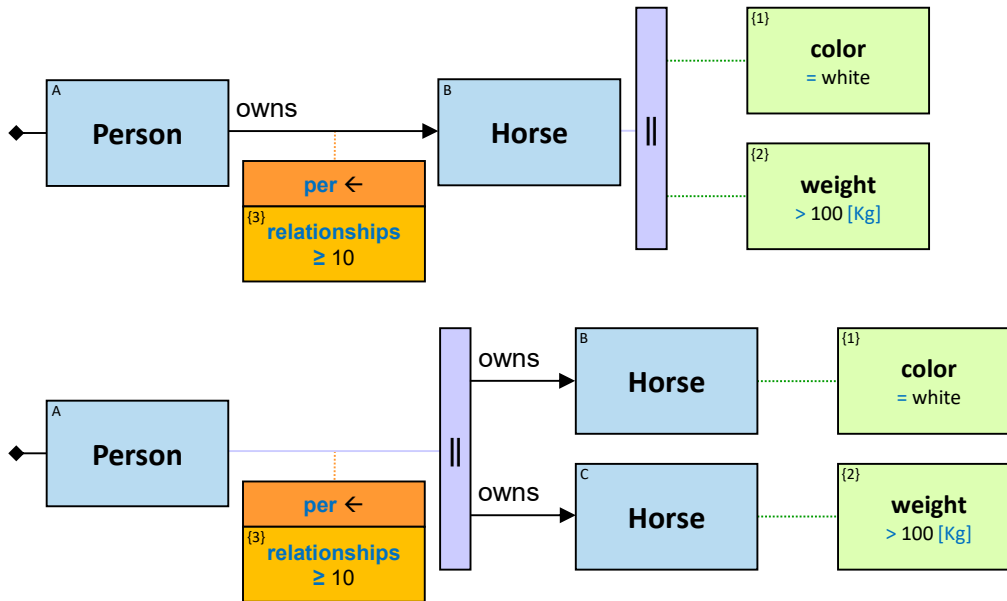 A
Person
owns
B
Horse
||
{1}
color
= white
{2}
weight
> 100 [Kg]
per ←
{3}
relationships
≥ 10
A
Person
||
owns
B
Horse
{1}
color
= white
owns
C
Horse
{2}
weight
> 100 [Kg]
per ←
{3}
relationships
≥ 10